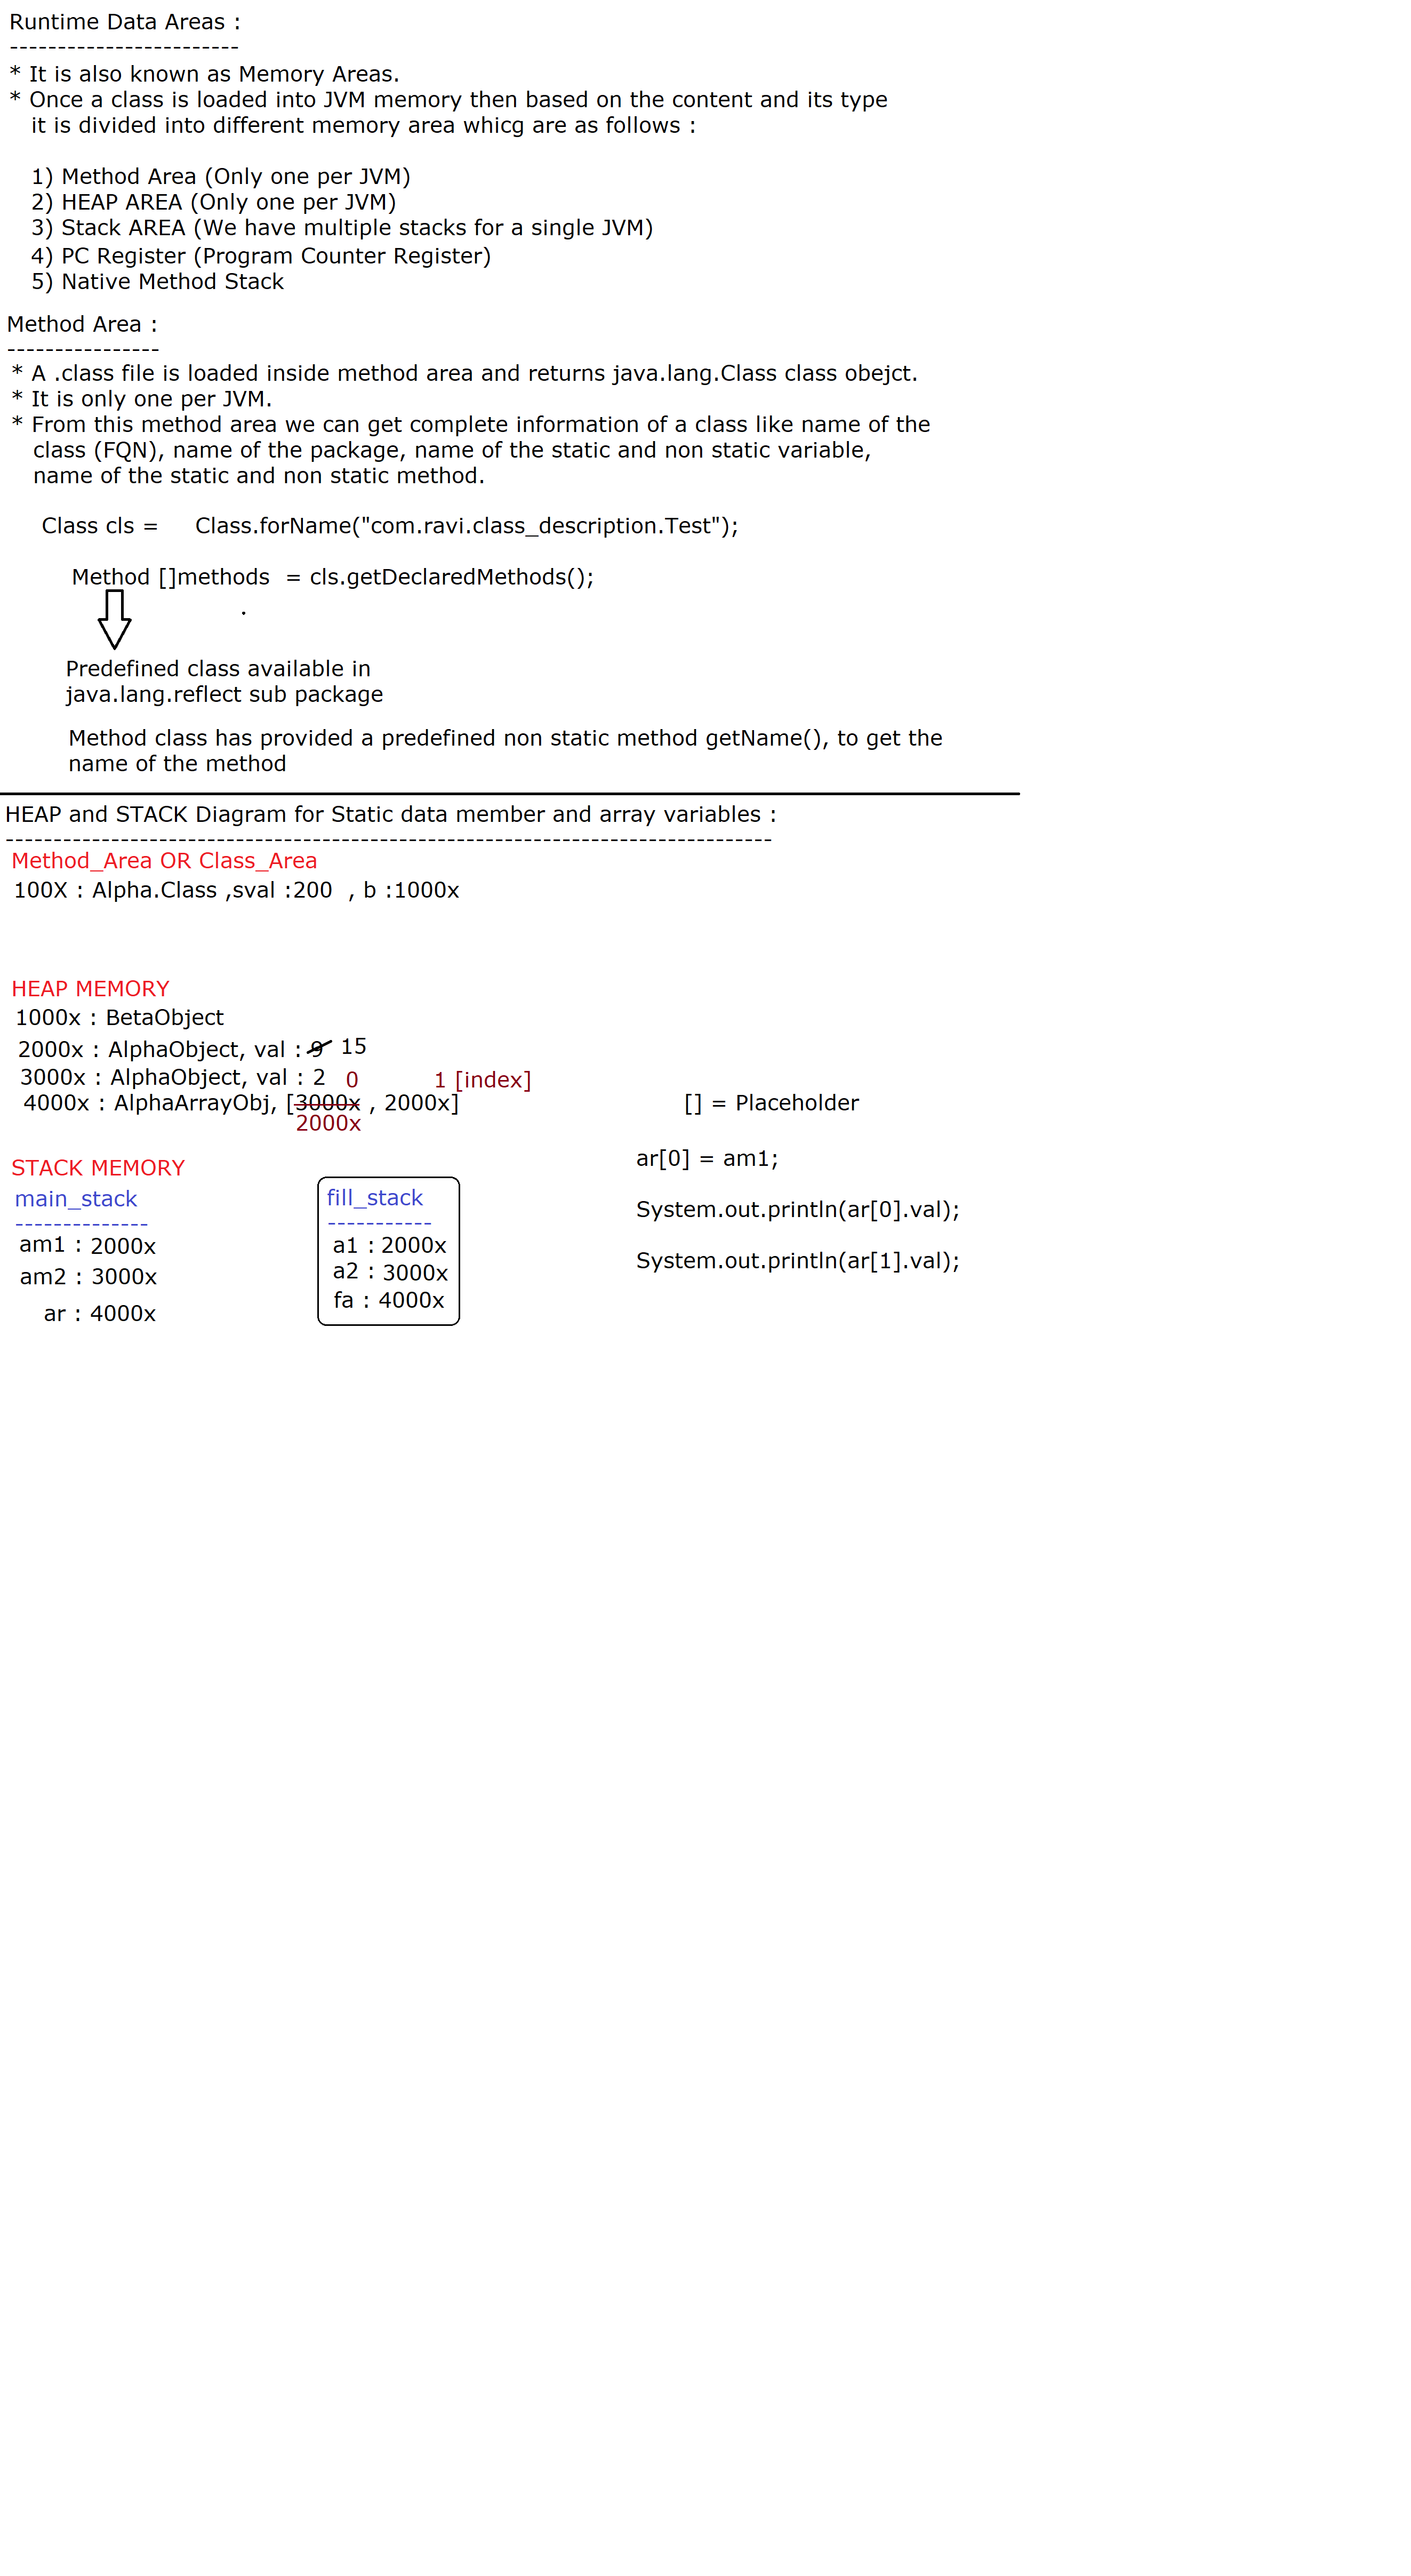 Runtime Data Areas :
------------------------
* It is also known as Memory Areas.
* Once a class is loaded into JVM memory then based on the content and its type
it is divided into different memory area whicg are as follows :
1) Method Area (Only one per JVM)
2) HEAP AREA (Only one per JVM)
3) Stack AREA (We have multiple stacks for a single JVM)
4) PC Register (Program Counter Register)
5) Native Method Stack
Method Area :
----------------
* A .class file is loaded inside method area and returns java.lang.Class class obejct.
* It is only one per JVM.
* From this method area we can get complete information of a class like name of the
class (FQN), name of the package, name of the static and non static variable,
name of the static and non static method.
Class cls = Class.forName("com.ravi.class_description.Test");
Method []methods = cls.getDeclaredMethods();
.
Predefined class available in
java.lang.reflect sub package
Method class has provided a predefined non static method getName(), to get the
name of the method
HEAP and STACK Diagram for Static data member and array variables :
--------------------------------------------------------------------------------
Method_Area OR Class_Area
100X : Alpha.Class ,sval :200 , b :1000x
HEAP MEMORY
1000x : BetaObject
2000x : AlphaObject, val : 9 15
3000x : AlphaObject, val : 2
0 1 [index]
4000x : AlphaArrayObj, [3000x , 2000x] [] = Placeholder
2000x
ar[0] = am1;
STACK MEMORY
main_stack fill_stack
-------------- -----------
System.out.println(ar[0].val);
am1 : 2000x a1 : 2000x
System.out.println(ar[1].val);
am2 : 3000x a2 : 3000x
ar : 4000x fa : 4000x